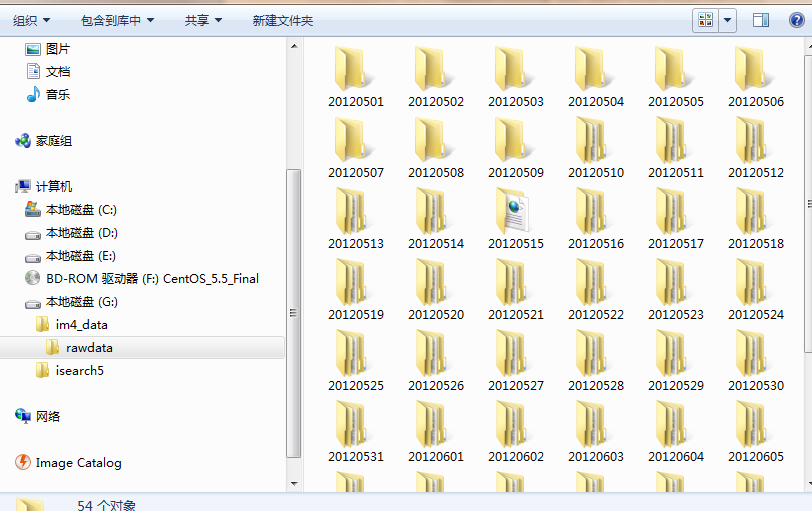 组织 包含到库中 共享 新建文件夹
图片
文档
音乐
家庭组
计算机
本地磁盘 (C:)
本地磁盘 (D:)
本地磁盘 (E:)
BD-ROM 驱动器 (F:) CentOS_5.5_Final
本地磁盘 (G:)
im4_data
rawdata
isearch5
网络
Image Catalog
20120501 20120502 20120503 20120504 20120505 20120506
20120507 20120508 20120509 20120510 20120511 20120512
20120513 20120514 20120515 20120516 20120517 20120518
20120519 20120520 20120521 20120522 20120523 20120524
20120525 20120526 20120527 20120528 20120529 20120530
20120531 20120601 20120602 20120603 20120604 20120605
54 个对象